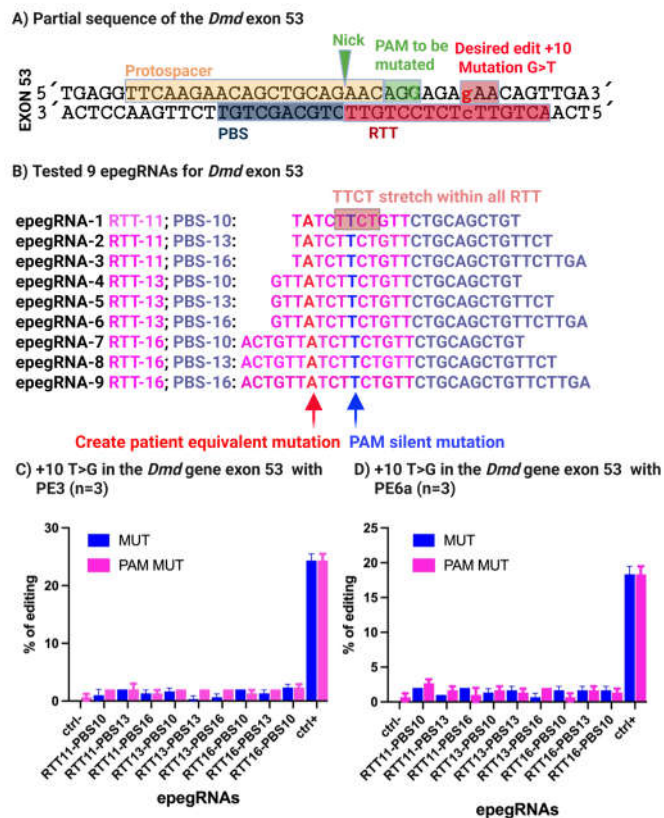 A) Partial sequence of the Dmd exon 53
Nick
PAM to be mutated
Desired edit +10
Mutation G>T
Protospacer
EXON 53
5 ´TGAGGTTCAAGAACAGCTGCAGAACAGGAGAgAACAGTTGA3´
3 ´ACTCCAAGTTCTTGTCGACGTCTTGTCCTCTcTTGTCAACT5´
PBS
RTT
B) Tested 9 epegRNAs for Dmd exon 53
TTCT stretch within all RTT
epegRNA-1 RTT-11; PBS-10: TATCTTCTGTTCTGCAGCTGT
epegRNA-2 RTT-11; PBS-13: TATCTTCTGTTCTGCAGCTGTTCT
epegRNA-3 RTT-11; PBS-16: TATCTTCTGTTCTGCAGCTGTTCTTGA
epegRNA-4 RTT-13; PBS-10: GTTATCTTCTGTTCTGCAGCTGT
epegRNA-5 RTT-13; PBS-13: GTTATCTTCTGTTCTGCAGCTGTTCT
epegRNA-6 RTT-13; PBS-16: GTTATCTTCTGTTCTGCAGCTGTTCTTGA
epegRNA-7 RTT-16; PBS-10: ACTGTTATCTTCTGTTCTGCAGCTGT
epegRNA-8 RTT-16; PBS-13: ACTGTTATCTTCTGTTCTGCAGCTGTTCT
epegRNA-9 RTT-16; PBS-16: ACTGTTATCTTCTGTTCTGCAGCTGTTCTTGA
Create patient equivalent mutation
PAM silent mutation
C) +10 T>G in the Dmd gene exon 53 with
PE3 (n=3)
30
20
10
0
% of editing
MUT
PAM MUT
ctrl-
RTT11-PBS10
RTT11-PBS13
RTT11-PBS16
RTT13-PBS10
RTT13-PBS13
RTT13-PBS16
RTT16-PBS10
RTT16-PBS13
RTT16-PBS10
ctrl+
epegRNAs
D) +10 T>G in the Dmd gene exon 53 with
PE6a (n=3)
25
20
15
10
5
0
% of editing
MUT
PAM MUT
ctrl-
RTT11-PBS10
RTT11-PBS13
RTT11-PBS16
RTT13-PBS10
RTT13-PBS13
RTT13-PBS16
RTT16-PBS10
RTT16-PBS13
RTT16-PBS10
ctrl+
epegRNAs